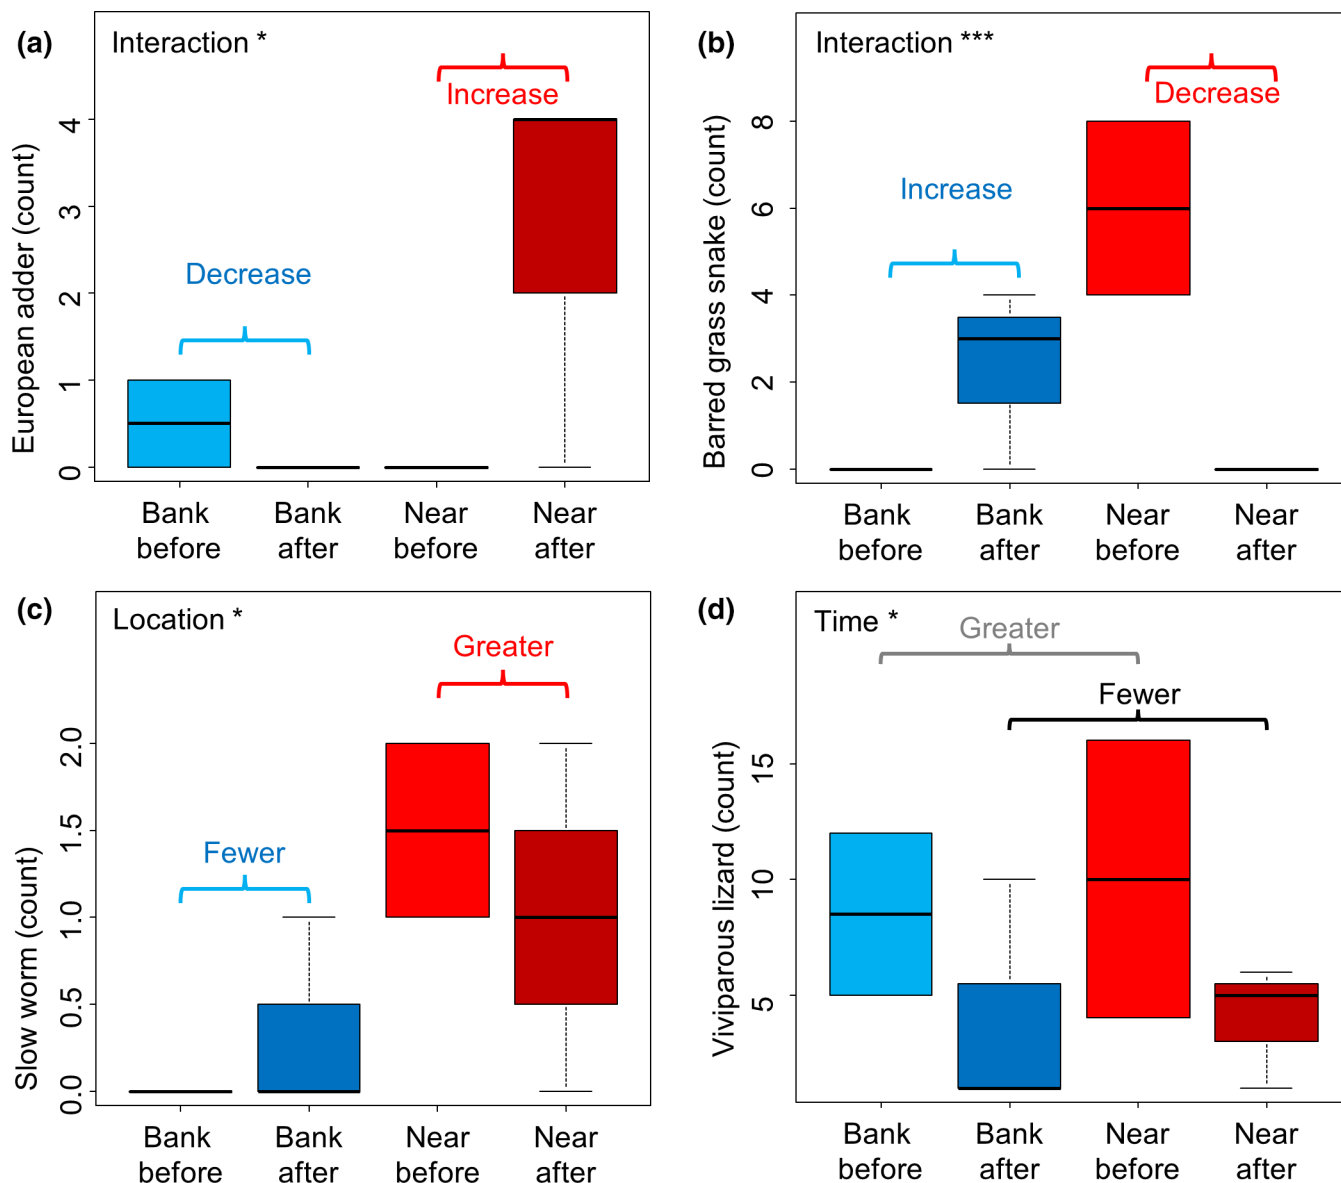 (a)
Interaction *
Increase
Decrease
European adder (count)
4
3
2
1
0
Bank before
Bank after
Near before
Near after
(b)
Interaction ***
Decrease
Increase
Barred grass snake (count)
8
6
4
2
0
Bank before
Bank after
Near before
Near after
(c)
Location *
Greater
Fewer
Slow worm (count)
2.0
1.5
1.0
0.5
0.0
Bank before
Bank after
Near before
Near after
(d)
Time *
Greater
Fewer
Viviparous lizard (count)
15
10
5
Bank before
Bank after
Near before
Near after